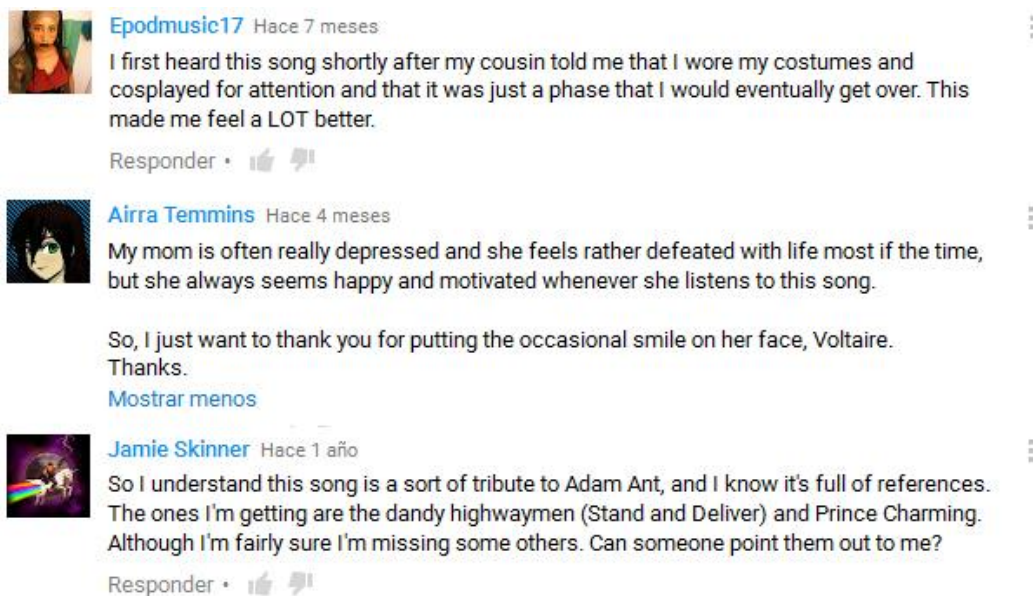 Epodmusic17 Hace 7 meses
I first heard this song shortly after my cousin told me that I wore my costumes and
cosplayed for attention and that it was just a phase that I would eventually get over. This
made me feel a LOT better.
Responder •
Airra Temmins Hace 4 meses
My mom is often really depressed and she feels rather defeated with life most if the time,
but she always seems happy and motivated whenever she listens to this song.
So, I just want to thank you for putting the occasional smile on her face, Voltaire.
Thanks.
Mostrar menos
Jamie Skinner Hace 1 año
So I understand this song is a sort of tribute to Adam Ant, and I know it's full of references.
The ones I'm getting are the dandy highwaymen (Stand and Deliver) and Prince Charming.
Although I'm fairly sure I'm missing some others. Can someone point them out to me?
Responder •